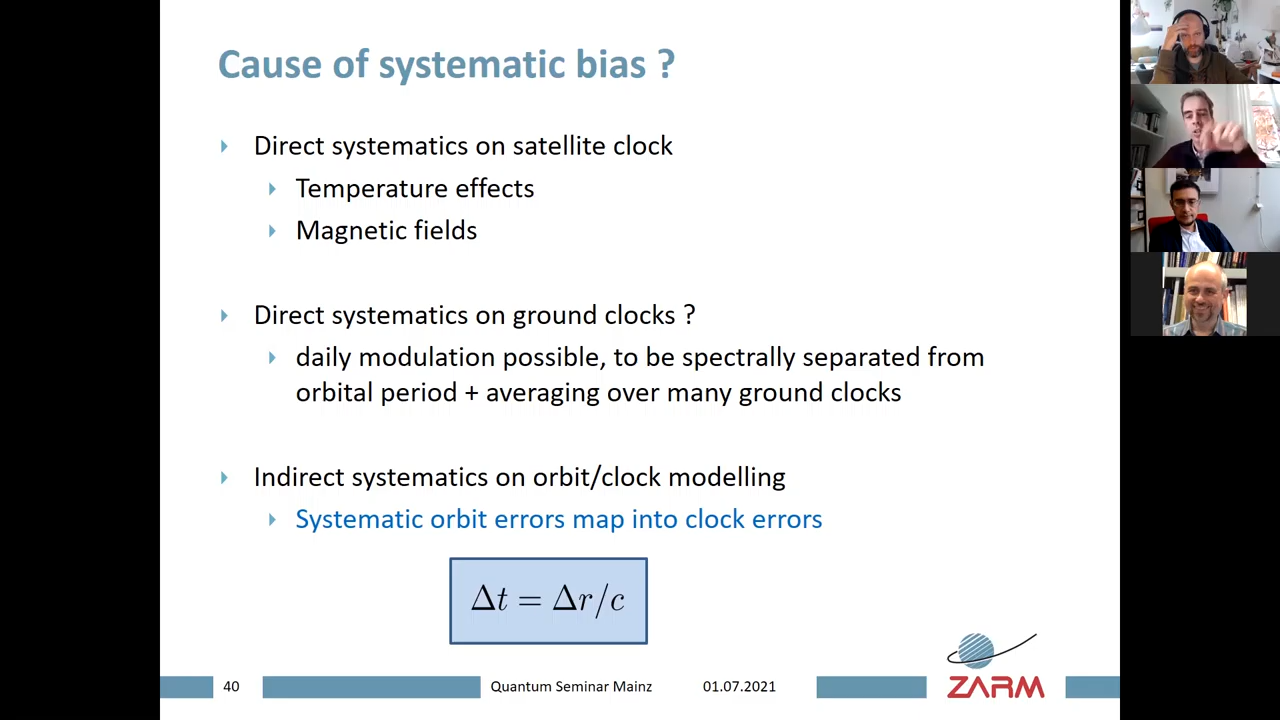 Cause of systematic bias ?
Direct systematics on satellite clock
Temperature effects
Magnetic fields
Direct systematics on ground clocks ?
daily modulation possible, to be spectrally separated from
orbital period + averaging over many ground clocks
Indirect systematics on orbit/clock modelling
Systematic orbit errors map into clock errors
Δt = Δr/c
40
Quantum Seminar Mainz
01.07.2021
ZARM